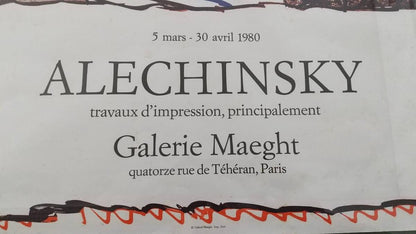 5 mars - 30 avril 1980
ALECHINSKY
travaux d'impression, principalement
Galerie Maeght
quatorze rue de Téhéran, Paris